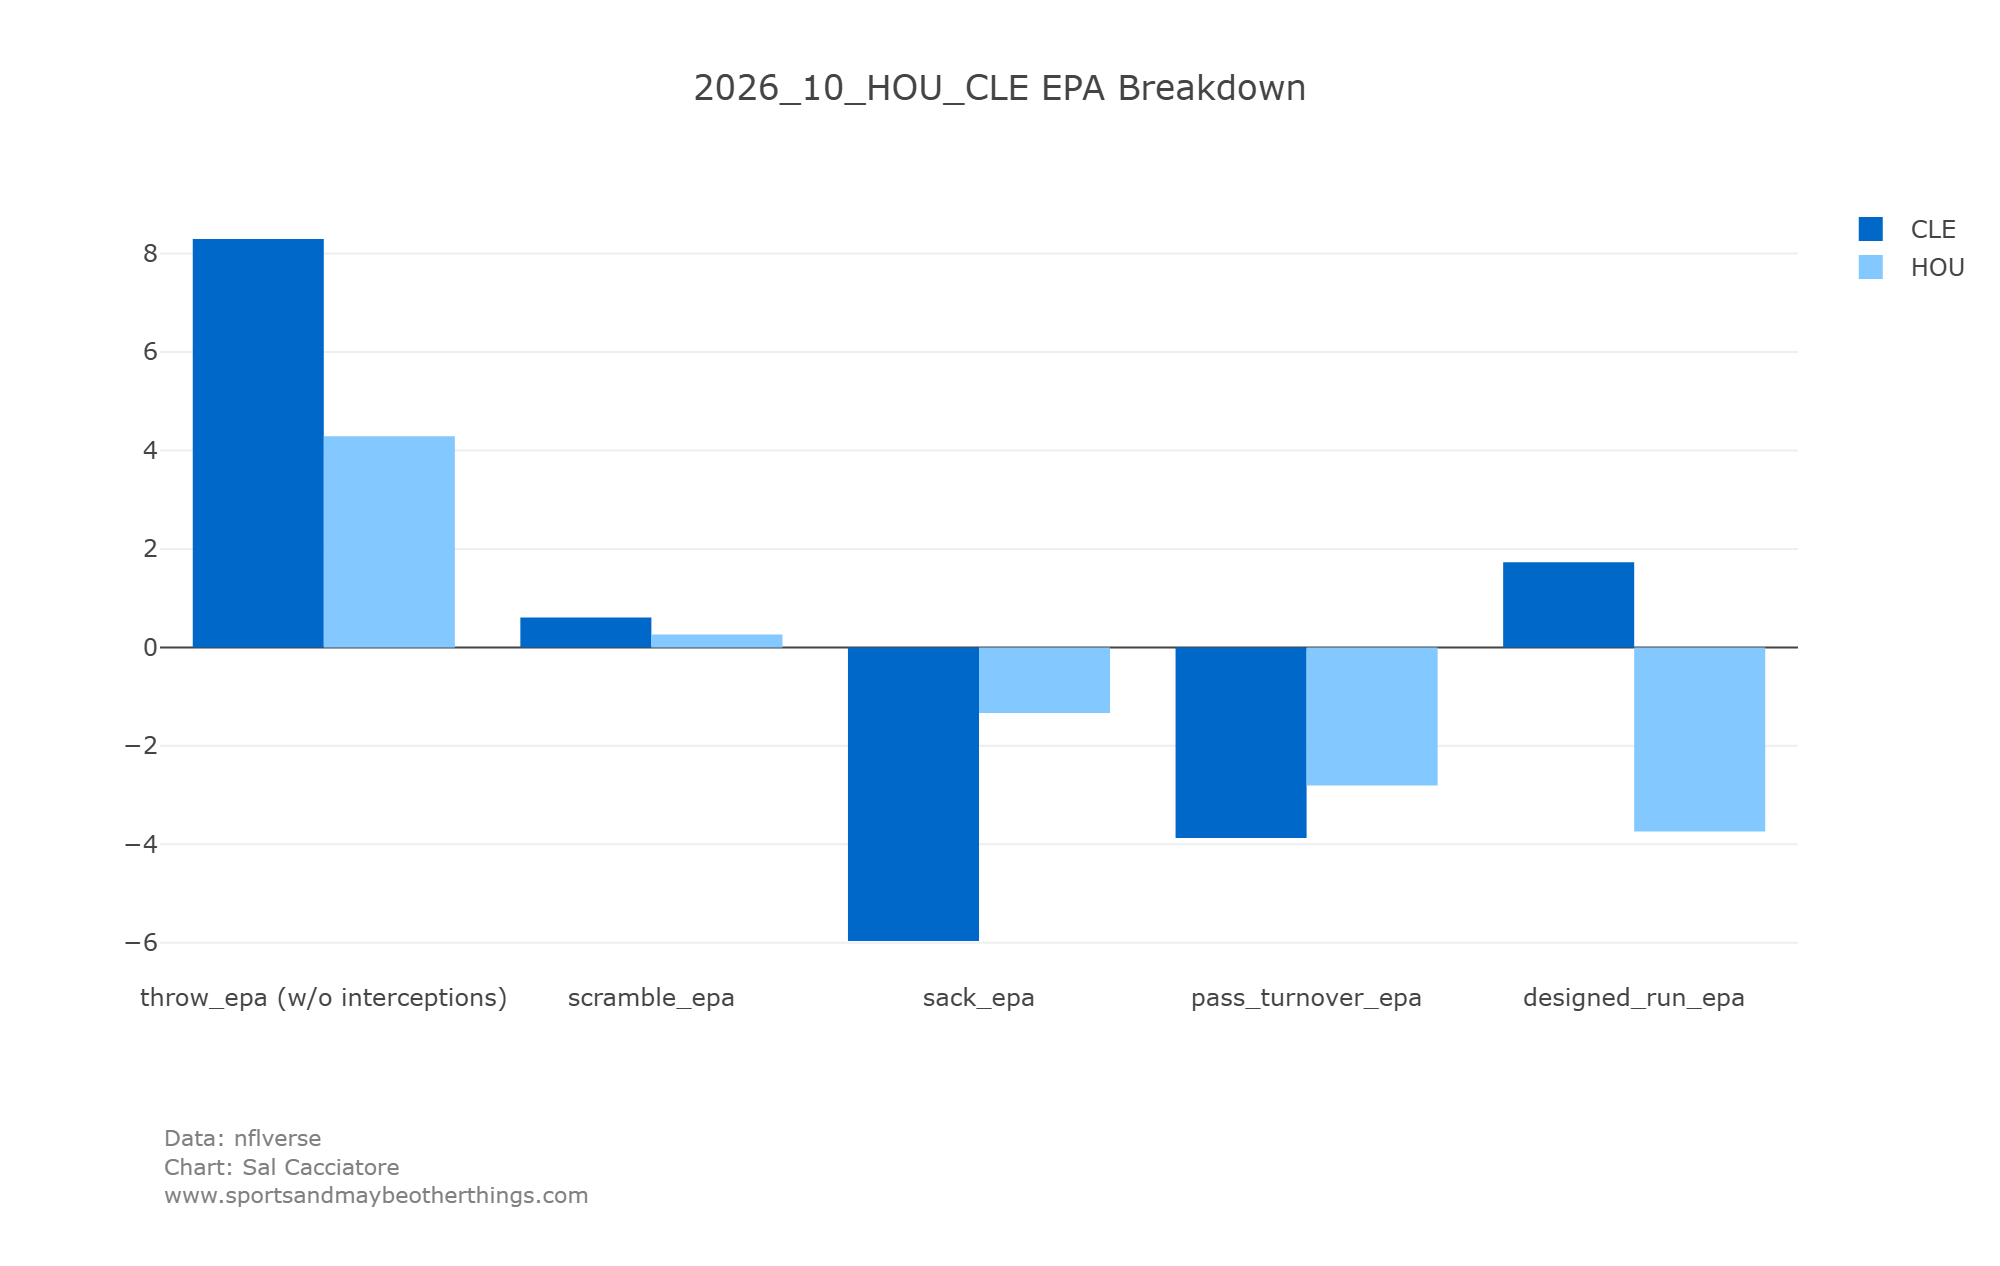 2026_10_HOU_CLE EPA Breakdown
CLE
HOU
8
6
4
2
0
−2
−4
−6
throw_epa (w/o interceptions)
scramble_epa
sack_epa
pass_turnover_epa
designed_run_epa
Data: nflverse
Chart: Sal Cacciatore
www.sportsandmaybeotherthings.com